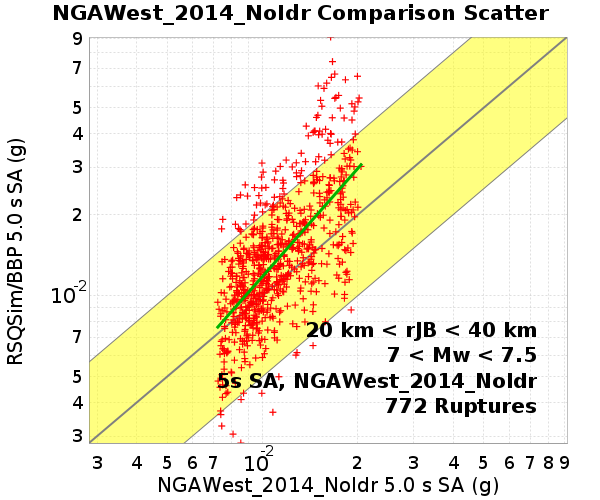 NGAWest_2014_NoIdr Comparison Scatter
RSQSim/BBP 5.0 s SA (g)
9
7
5
4
3
2
10-2
7
5
4
3
20 km < rJB < 40 km
7 < Mw < 7.5
5s SA, NGAWest_2014_NoIdr
772 Ruptures
3 4 5 6 7 10-2 2 3 4 5 6 7 8 9
NGAWest_2014_NoIdr 5.0 s SA (g)